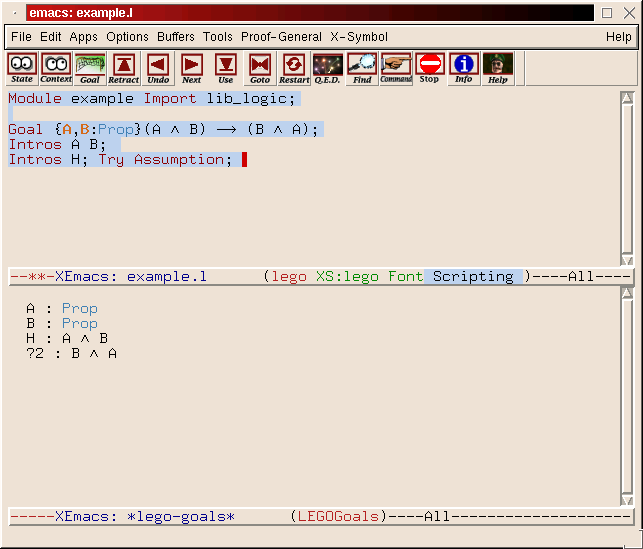 emacs: example.l
File Edit Apps Options Buffers Tools Proof-General X-Symbol Help
State Context Goal Retract Undo Next Use Goto Restart Q.E.D. Find Command Stop Info Help
Module example Import lib_logic;
Goal {A,B:Prop}(A ∧ B) ⟶ (B ∧ A);
Intros A B;
Intros H; Try Assumption;
--**-XEmacs: example.l (lego XS:lego Font Scripting )----All----
A : Prop
B : Prop
H : A ∧ B
?2 : B ∧ A
-----XEmacs: *lego-goals* (LEGOGoals)----All--------------------